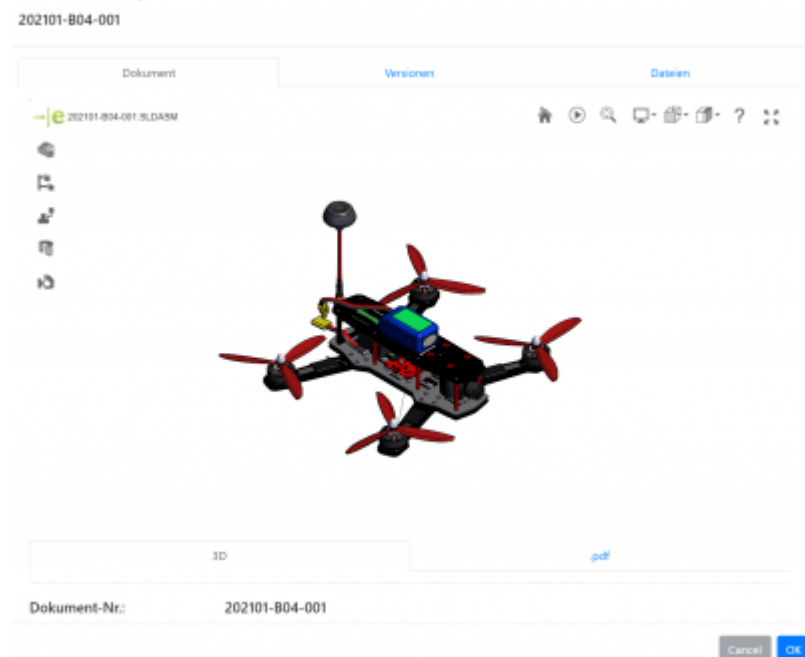 202101-B04-001
Dokument Versionen Dateien
e 202101-B04-001.SLDASM ?
3D .pdf
Dokument-Nr.: 202101-B04-001
Cancel OK